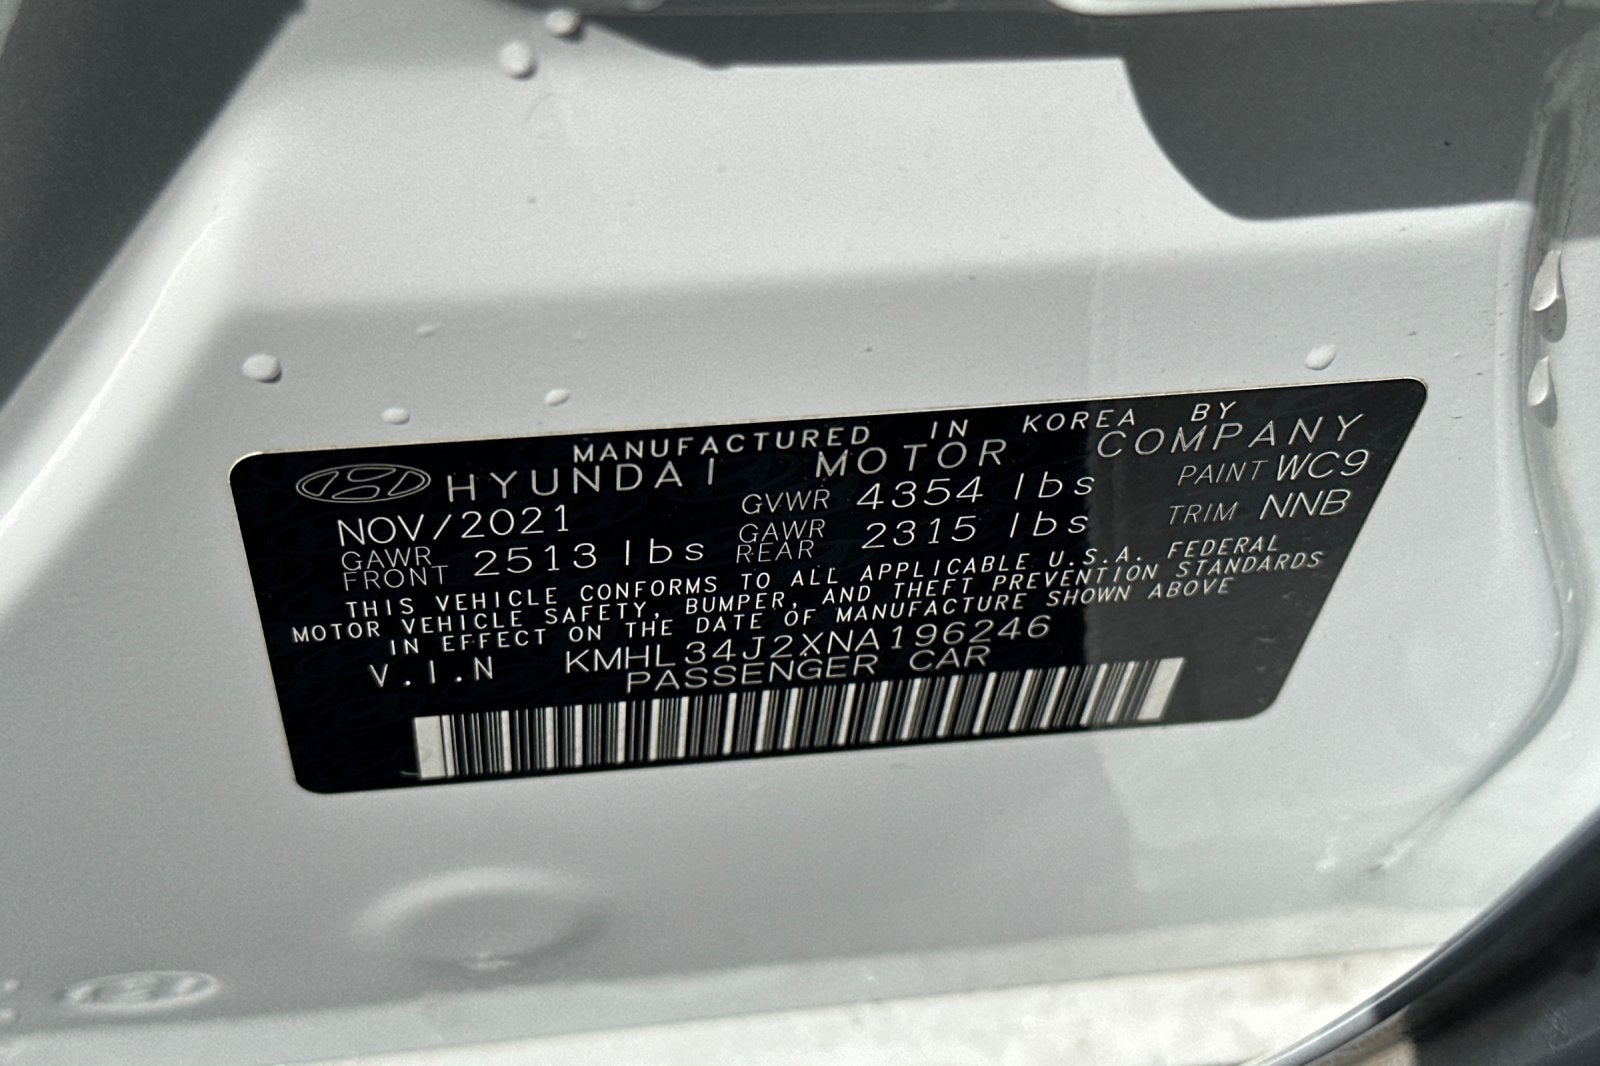 MANUFACTURED IN KOREA BY
HYUNDAI MOTOR COMPANY
NOV/2021 GVWR 4354 lbs PAINT WC9
GAWR FRONT 2513 lbs GAWR REAR 2315 lbs TRIM NNB
THIS VEHICLE CONFORMS TO ALL APPLICABLE U.S.A. FEDERAL
MOTOR VEHICLE SAFETY, BUMPER, AND THEFT PREVENTION STANDARDS
IN EFFECT ON THE DATE OF MANUFACTURE SHOWN ABOVE
V.I.N KMHL34J2XNA196246
PASSENGER CAR